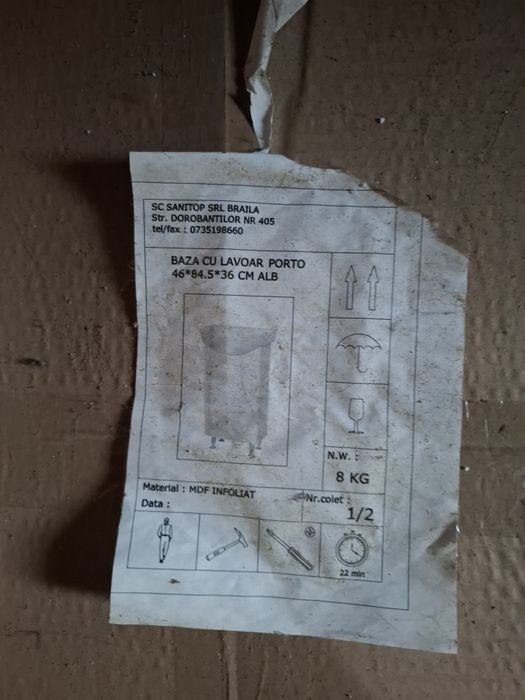 SC SANITOP SRL BRAILA
Str. DOROBANTILOR NR 405
tel/fax : 0735198660
BAZA CU LAVOAR PORTO
46*84.5*36 CM ALB
N.W. :
8 KG
Material : MDF INFOLIAT
Nr.colet :
1/2
Data :
22 min